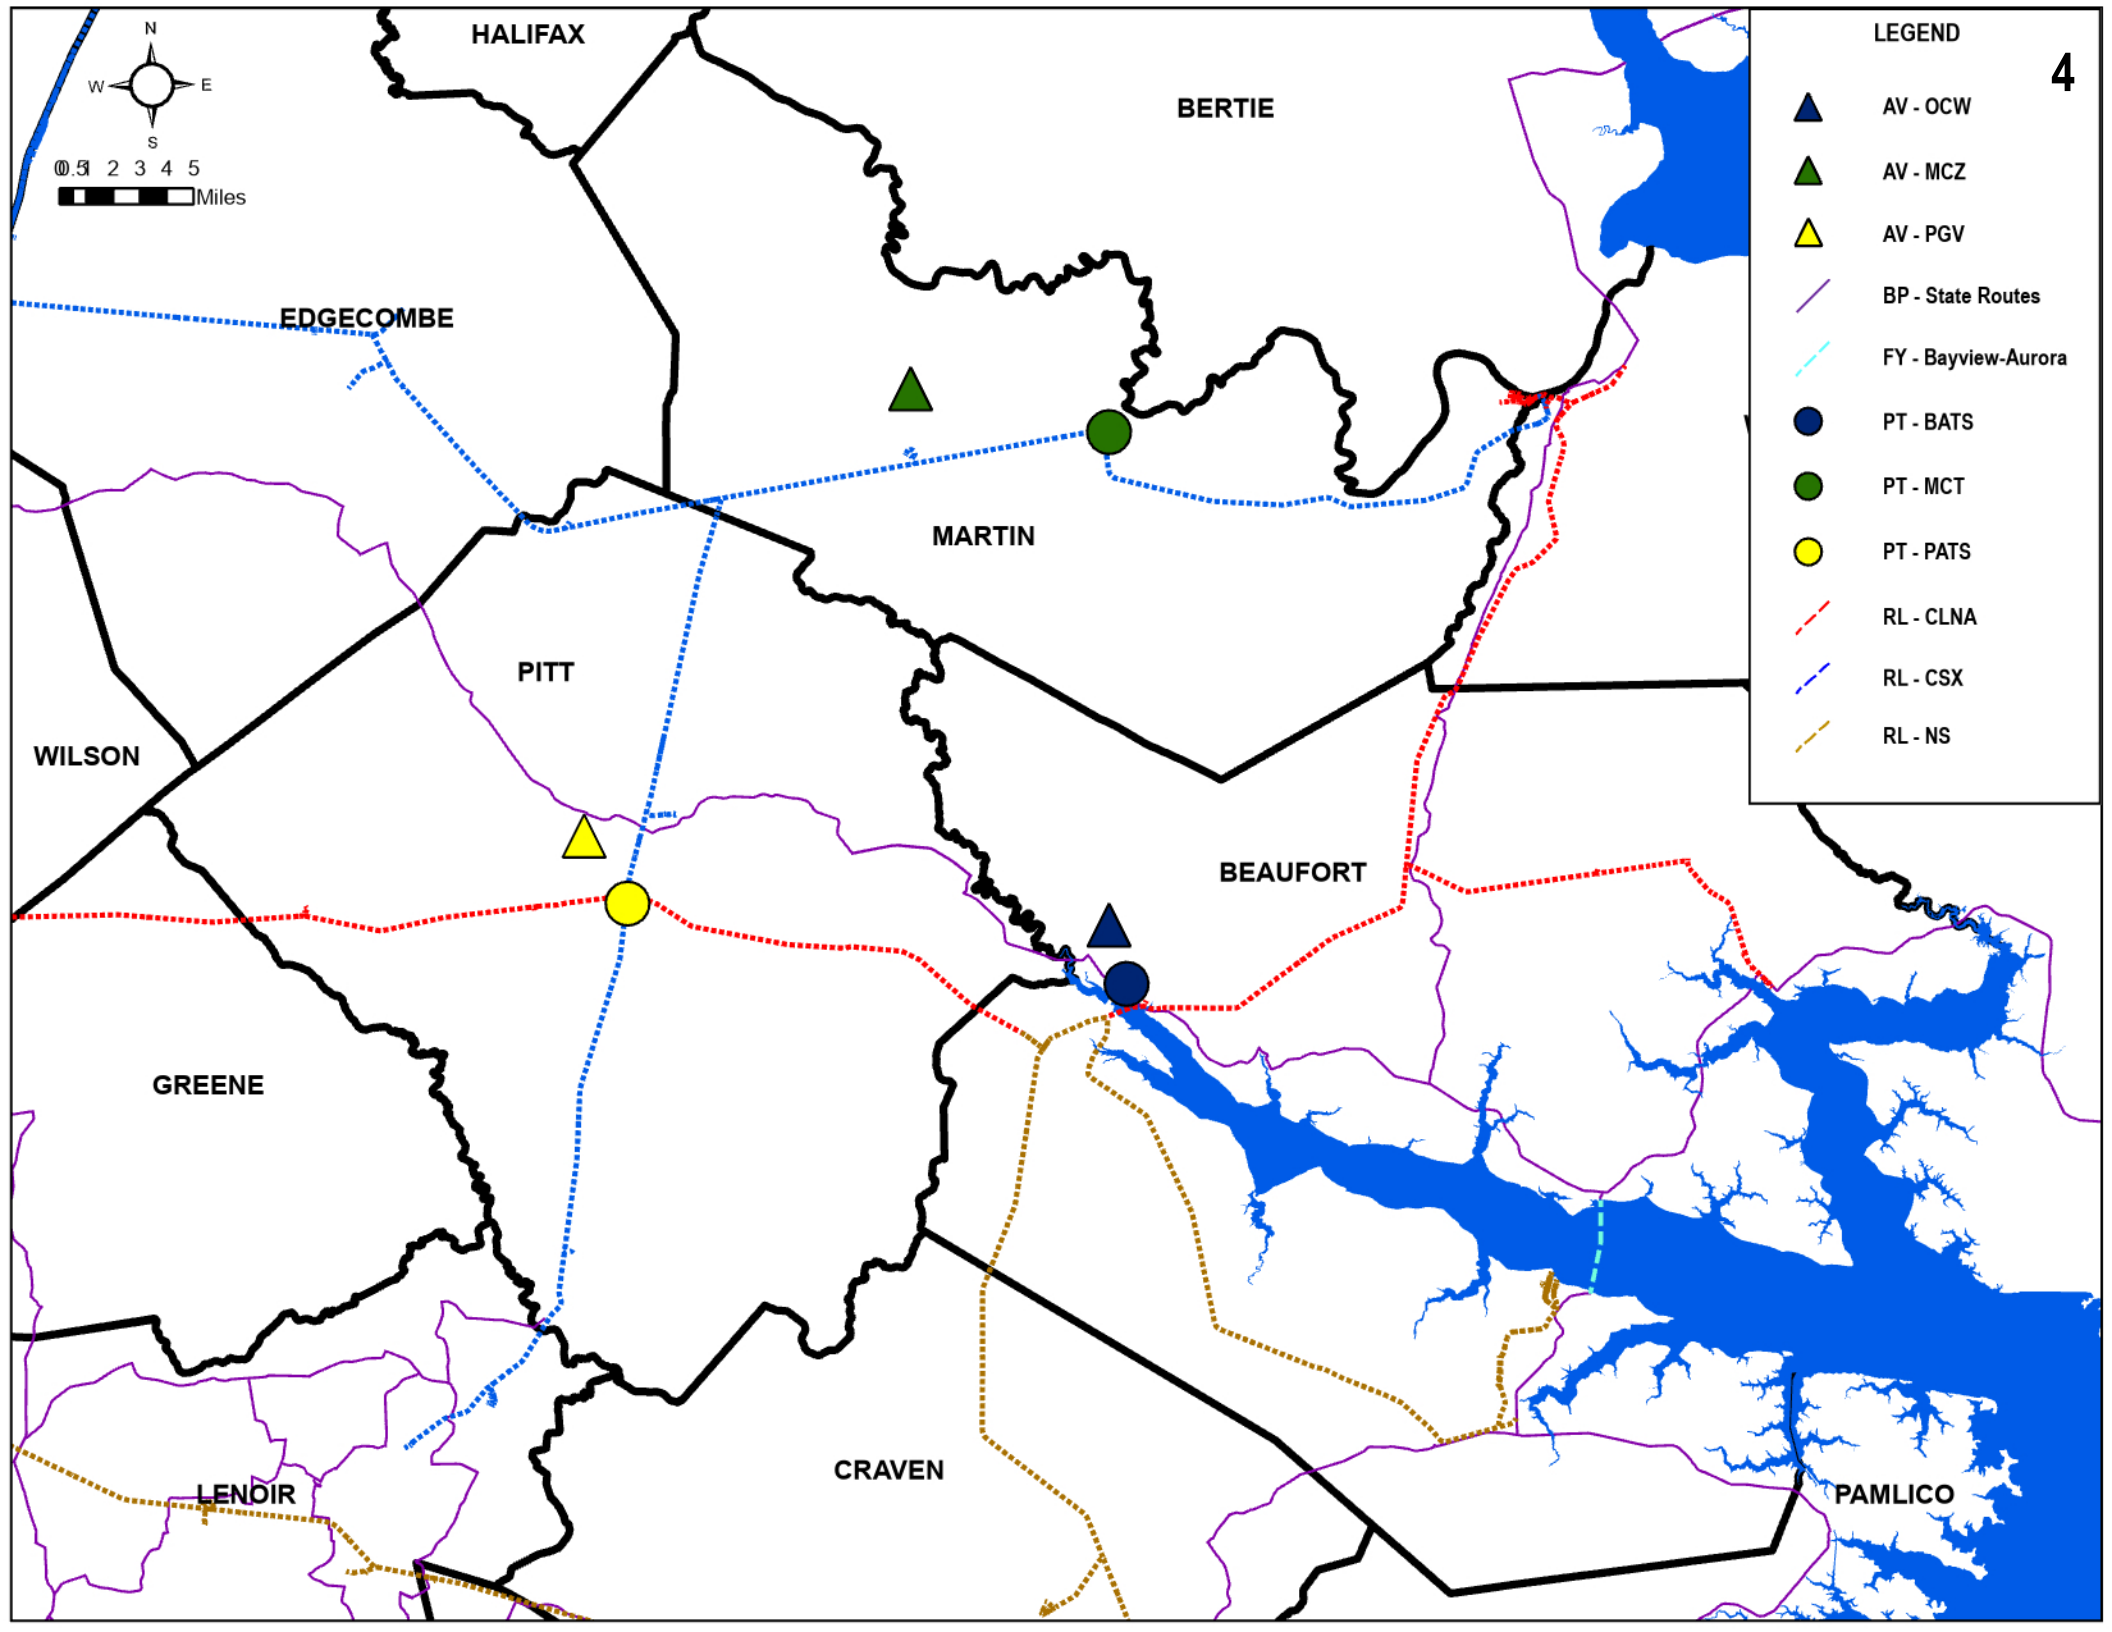 HALIFAX
LEGEND
4
N
W E
S
BERTIE
AV - OCW
AV - MCZ
0 0.5 1 2 3 4 5
Miles
AV - PGV
BP - State Routes
EDGECOMBE
FY - Bayview-Aurora
PT - BATS
PT - MCT
MARTIN
PT - PATS
RL - CLNA
PITT
RL - CSX
RL - NS
WILSON
BEAUFORT
GREENE
CRAVEN
LENOIR
PAMLICO